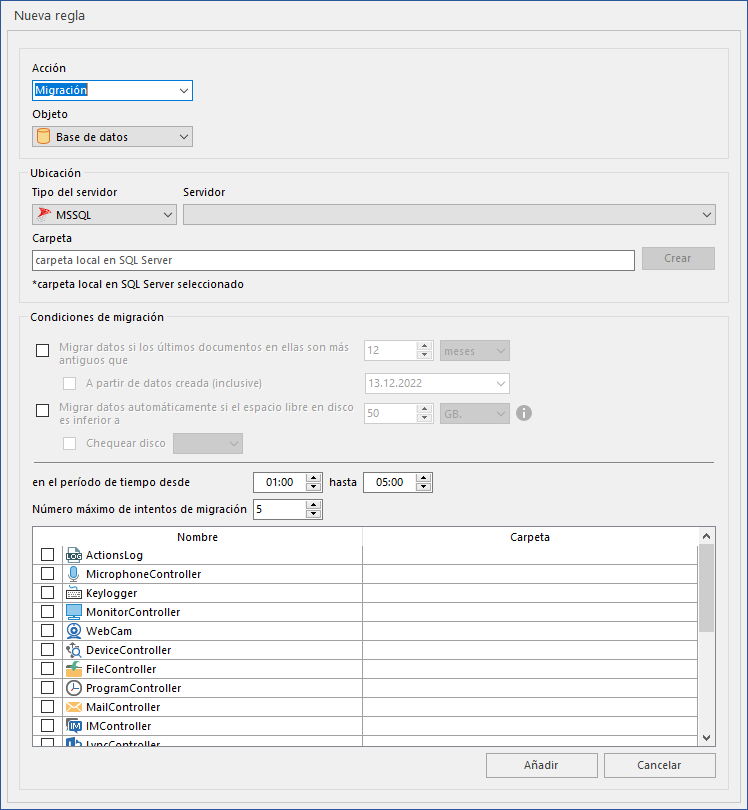 Nueva regla
Acción
Migración
Objeto
Base de datos
Ubicación
Tipo del servidor Servidor
MSSQL
Carpeta
carpeta local en SQL Server Crear
*carpeta local en SQL Server seleccionado
Condiciones de migración
Migrar datos si los últimos documentos en ellas son más
antiguos que
12 meses
A partir de datos creada (inclusive) 13.12.2022
Migrar datos automáticamente si el espacio libre en disco
es inferior a
50 GB.
Chequear disco
en el período de tiempo desde 01:00 hasta 05:00
Número máximo de intentos de migración 5
Nombre Carpeta
ActionsLog
MicrophoneController
Keylogger
MonitorController
WebCam
DeviceController
FileController
ProgramController
MailController
IMController
LyncController
Añadir Cancelar